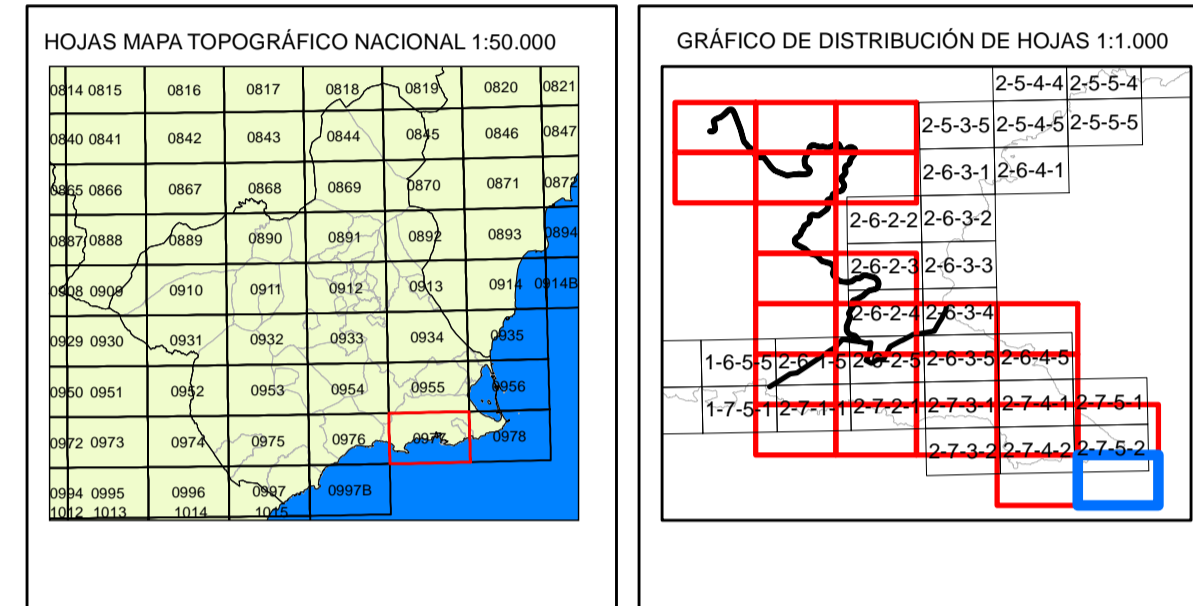 HOJAS MAPA TOPOGRÁFICO NACIONAL 1:50.000
0814 0815 0816 0817 0818 0819 0820 0821
0840 0841 0842 0843 0844 0845 0846 0847
0865 0866 0867 0868 0869 0870 0871 0872
0887 0888 0889 0890 0891 0892 0893 0894
0908 0909 0910 0911 0912 0913 0914 0914B
0929 0930 0931 0932 0933 0934 0935
0950 0951 0952 0953 0954 0955 0956
0972 0973 0974 0975 0976 0977 0978
0994 0995 0996 0997 0997B
1012 1013 1014 1015
GRÁFICO DE DISTRIBUCIÓN DE HOJAS 1:1.000
2-5-4-4 2-5-5-4
2-5-3-5 2-5-4-5 2-5-5-5
2-6-3-1 2-6-4-1
2-6-2-2 2-6-3-2
2-6-2-3 2-6-3-3
2-6-2-4 2-6-3-4
1-6-5-5 2-6-1-5 2-6-2-5 2-6-3-5 2-6-4-5
1-7-5-1 2-7-1-1 2-7-2-1 2-7-3-1 2-7-4-1 2-7-5-1
2-7-3-2 2-7-4-2 2-7-5-2